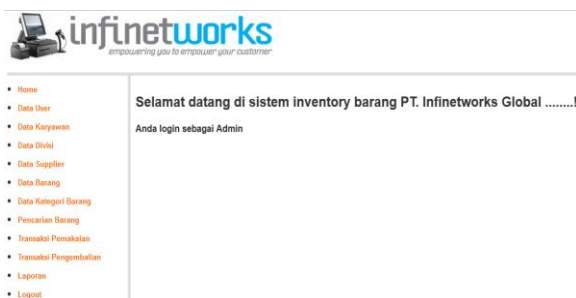 infinetworks
empowering you to empower your customer
Home
Data User
Data Karyawan
Data Divisi
Data Supplier
Data Barang
Data Kategori Barang
Pencarian Barang
Transaksi Pemakaian
Transaksi Pengembalian
Laporan
Logout
Selamat datang di sistem inventory barang PT. Infinetworks Global ........!
Anda login sebagai Admin